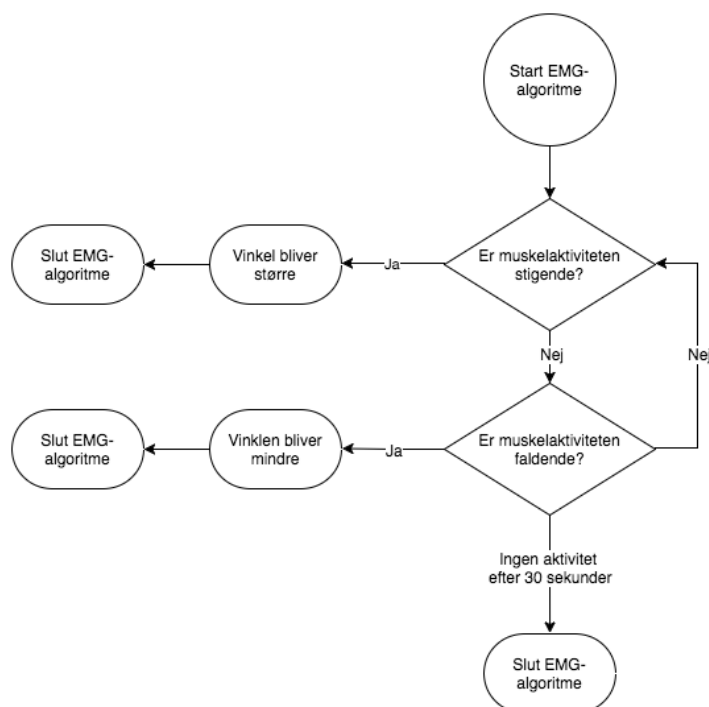 Start EMG-
algoritme
Er muskelaktiviteten
stigende?
Ja
Vinkel bliver
større
Slut EMG-
algoritme
Nej
Nej
Er muskelaktiviteten
faldende?
Ja
Vinklen bliver
mindre
Slut EMG-
algoritme
Ingen aktivitet
efter 30 sekunder
Slut EMG-
algoritme